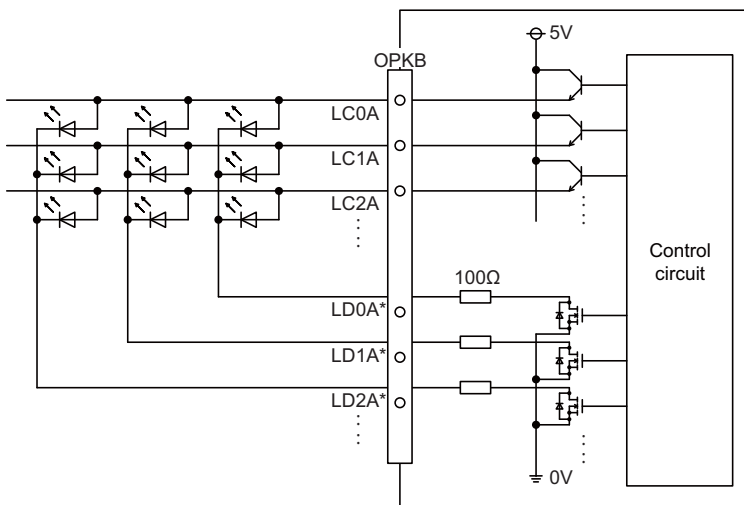 5V
OPKB
LC0A
LC1A
LC2A
Control
circuit
100Ω
LD0A*
LD1A*
LD2A*
0V